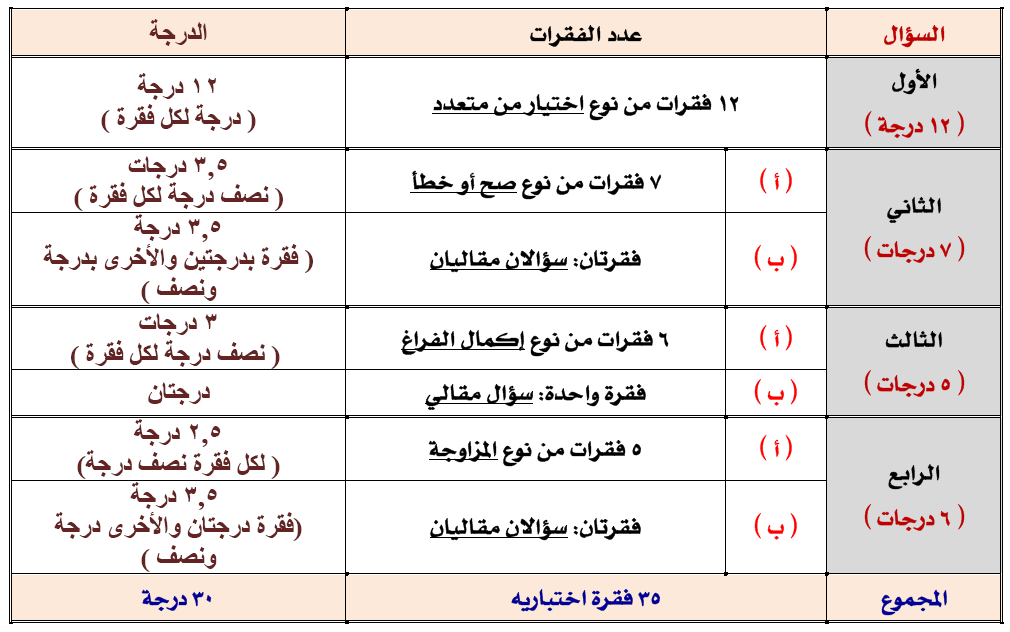 السؤال عدد الفقرات الدرجة
الأول
( ١٢ درجة )
١٢ فقرات من نوع اختيار من متعدد
١٢ درجة
( درجة لكل فقرة )
الثاني
( ٧ درجات )
( أ )
٧ فقرات من نوع صح أو خطأ
٣,٥ درجات
( نصف درجة لكل فقرة )
( ب )
فقرتان: سؤالان مقاليان
٣,٥ درجة
( فقرة بدرجتين والأخرى بدرجة
ونصف )
الثالث
( ٥ درجات )
( أ )
٦ فقرات من نوع إكمال الفراغ
٣ درجات
( نصف درجة لكل فقرة )
( ب )
فقرة واحدة: سؤال مقالي
درجتان
الرابع
( ٦ درجات )
( أ )
٥ فقرات من نوع المزاوجة
٢,٥ درجة
( لكل فقرة نصف درجة)
( ب )
فقرتان: سؤالان مقاليان
٣,٥ درجة
(فقرة درجتان والأخرى درجة
ونصف )
المجموع ٣٥ فقرة اختباريه ٣٠ درجة